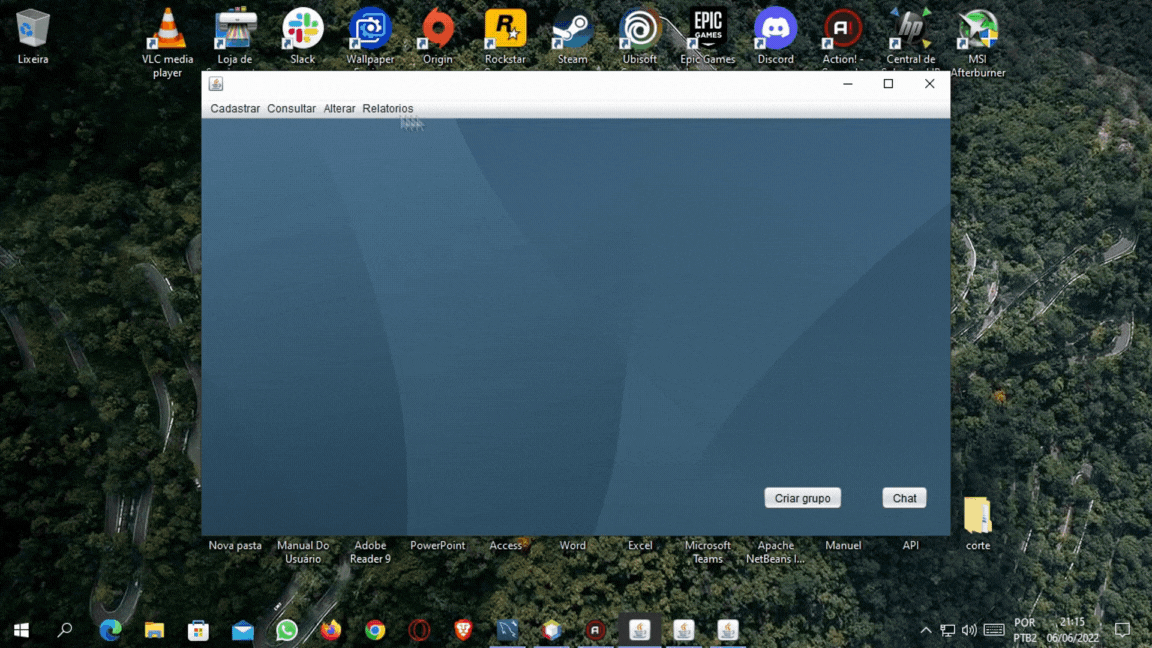 EPIC
GAMES
R
A!
hp
Lixeira
VLC media
player
Loja de
Slack
Wallpaper
Origin
Rockstar
Steam
Ubisoft
Epic Games
Discord
Action! -
Central de
MSI
Afterburner
Cadastrar Consultar Alterar Relatorios
Criar grupo
Chat
Nova pasta
Manual Do
Usuário
Adobe
Reader 9
PowerPoint
Access
Word
Excel
Microsoft
Teams
Apache
NetBeans I...
Manuel
API
corte
POR
PTB2
21:15
06/06/2022